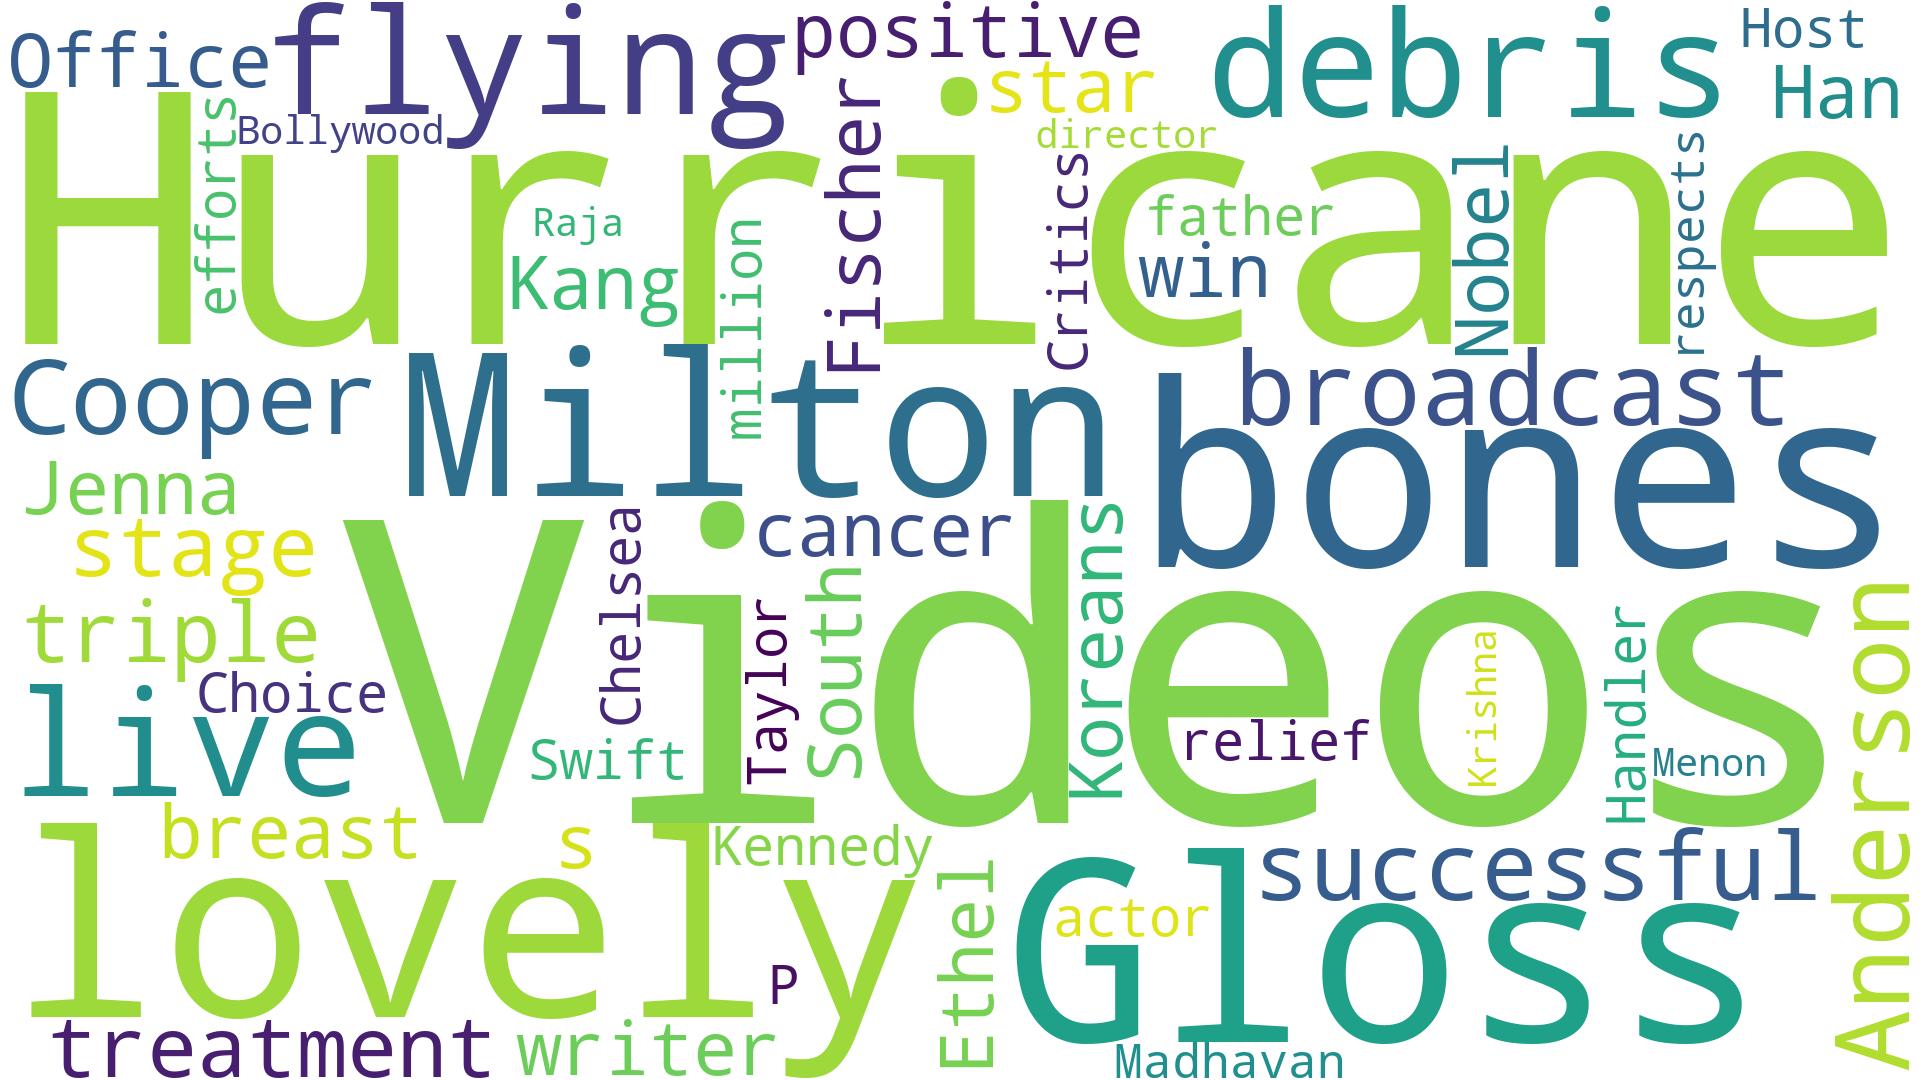 Office
flying
positive
debris
Host
star
Han
Bollywood
director
Hurricane
efforts
Fischer
Critics
Nobel
respects
Raja
father
Kang
million
win
Cooper
Milton
broadcast
bones
Jenna
stage
cancer
Chelsea
Koreans
Videos
triple
Taylor
South
Krishna
Handler
Anderson
Choice
live
Swift
relief
Menon
breast
s
Kennedy
successful
lovely
Ethel
Gloss
actor
P
treatment
writer
Madhavan